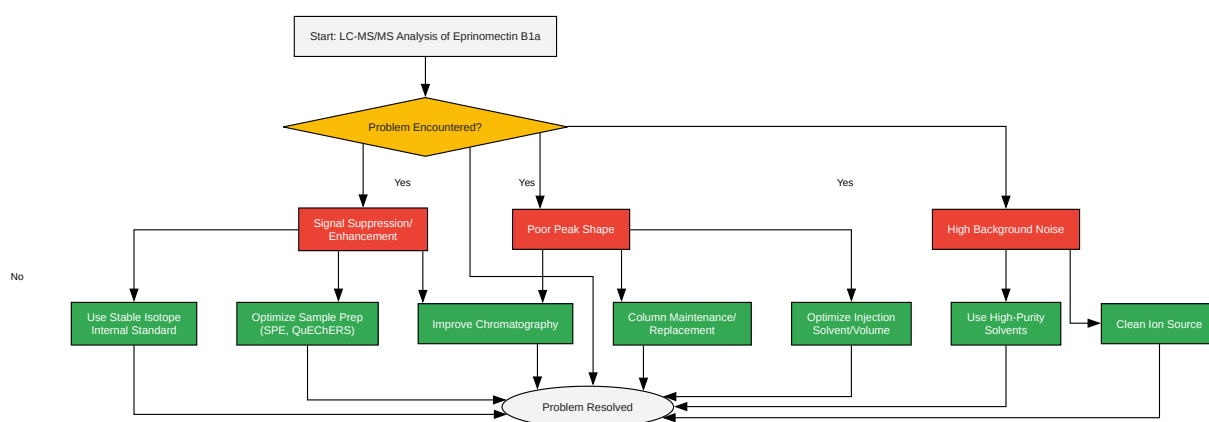 Start: LC-MS/MS Analysis of Eprinomectin B1a
Problem Encountered?
Yes
Yes
Yes
Signal Suppression/
Enhancement
Poor Peak Shape
High Background Noise
No
Use Stable Isotope
Internal Standard
Optimize Sample Prep
(SPE, QuEChERS)
Improve Chromatography
Column Maintenance/
Replacement
Optimize Injection
Solvent/Volume
Use High-Purity
Solvents
Clean Ion Source
Problem Resolved